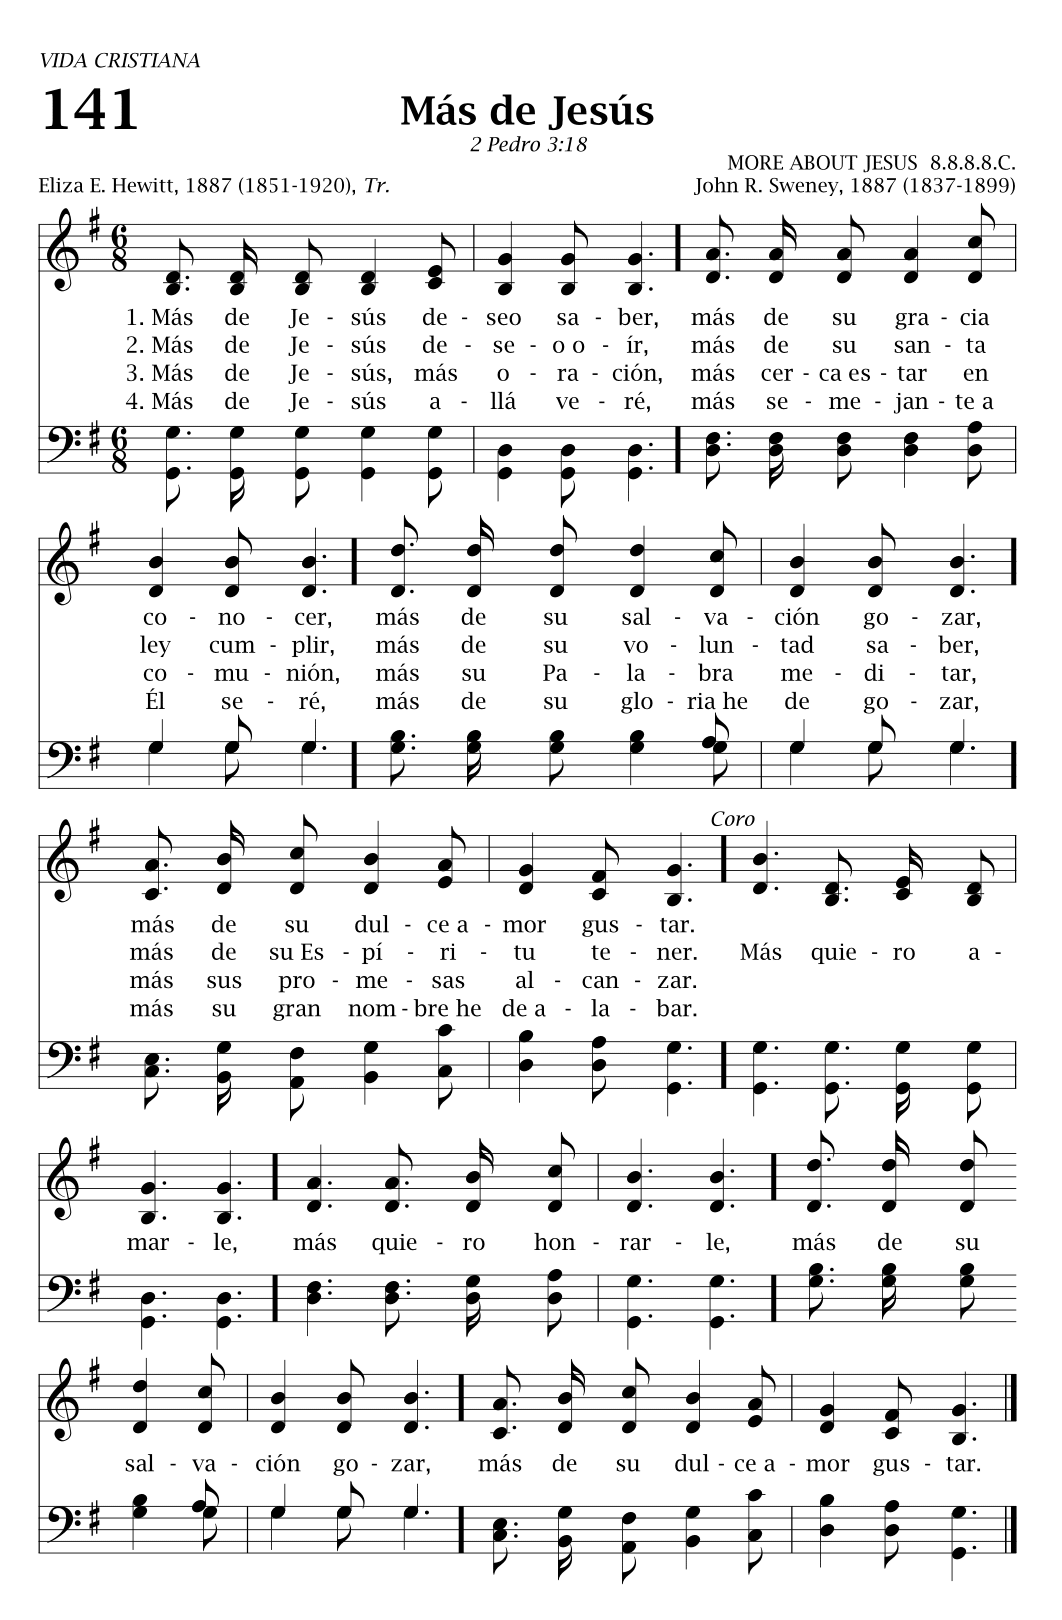 VIDA CRISTIANA
141
Más de Jesús
2 Pedro 3:18
MORE ABOUT JESUS 8.8.8.8.C.
Eliza E. Hewitt, 1887 (1851-1920), Tr.
John R. Sweney, 1887 (1837-1899)
1. Más de Je - sús de - seo sa - ber, más de su gra - cia
2. Más de Je - sús de - se - o o - ír, más de su san - ta
3. Más de Je - sús, más o - ra - ción, más cer - ca es - tar en
4. Más de Je - sús a - llá ve - ré, más se - me - jan - te a
co - no - cer, más de su sal - va - ción go - zar,
ley cum - plir, más de su vo - lun - tad sa - ber,
co - mu - nión, más su Pa - la - bra me - di - tar,
Él se - ré, más de su glo - ria he de go - zar,
Coro
más de su dul - ce a - mor gus - tar.
más de su Es - pí - ri - tu te - ner. Más quie - ro a -
más sus pro - me - sas al - can - zar.
más su gran nom - bre he de a - la - bar.
mar - le, más quie - ro hon - rar - le, más de su
sal - va - ción go - zar, más de su dul - ce a - mor gus - tar.